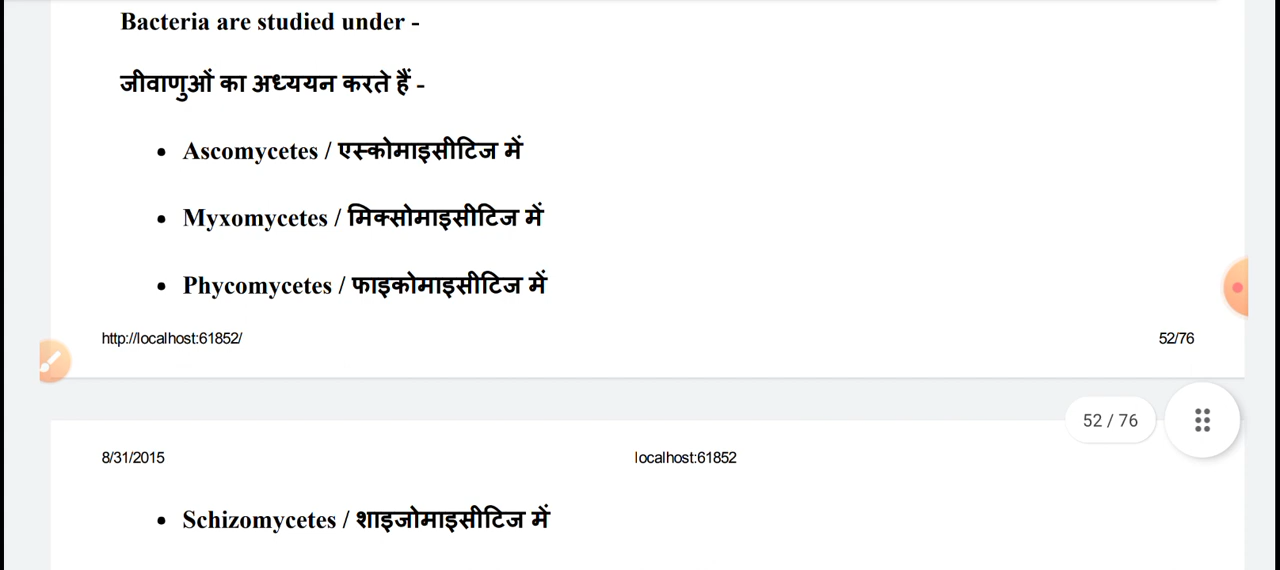 Bacteria are studied under -
जीवाणुओं का अध्ययन करते हैं -
• Ascomycetes / एस्कोमाइसीटिज में
• Myxomycetes / मिक्सोमाइसीटिज में
• Phycomycetes / फाइकोमाइसीटिज में
http://localhost:61852/ 52/76
52 / 76
8/31/2015 localhost:61852
• Schizomycetes / शाइजोमाइसीटिज में